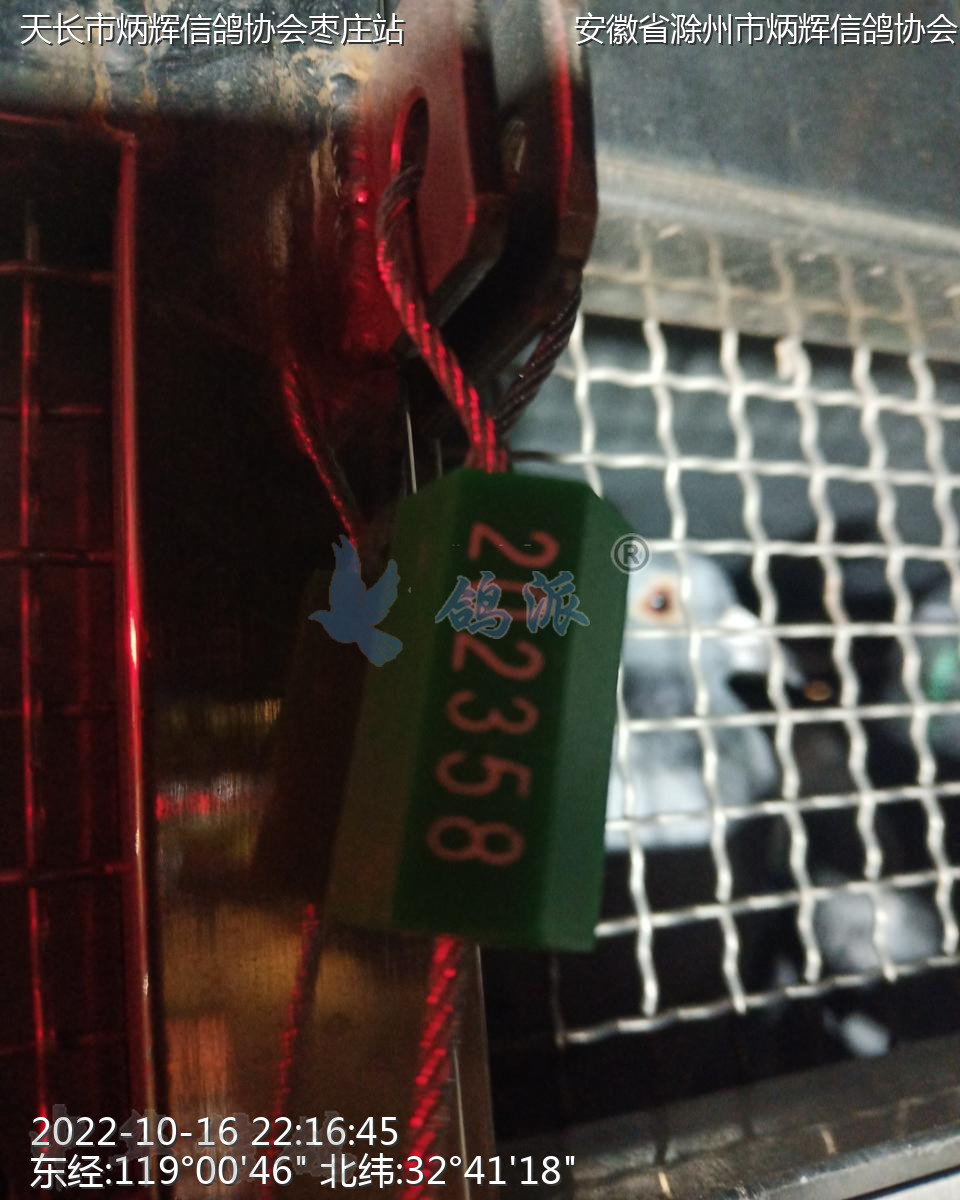 天长市炳辉信鸽协会枣庄站
安徽省滁州市炳辉信鸽协会
2022358
鸽派®
2022-10-16 22:16:45
东经:119°00'46" 北纬:32°41'18"